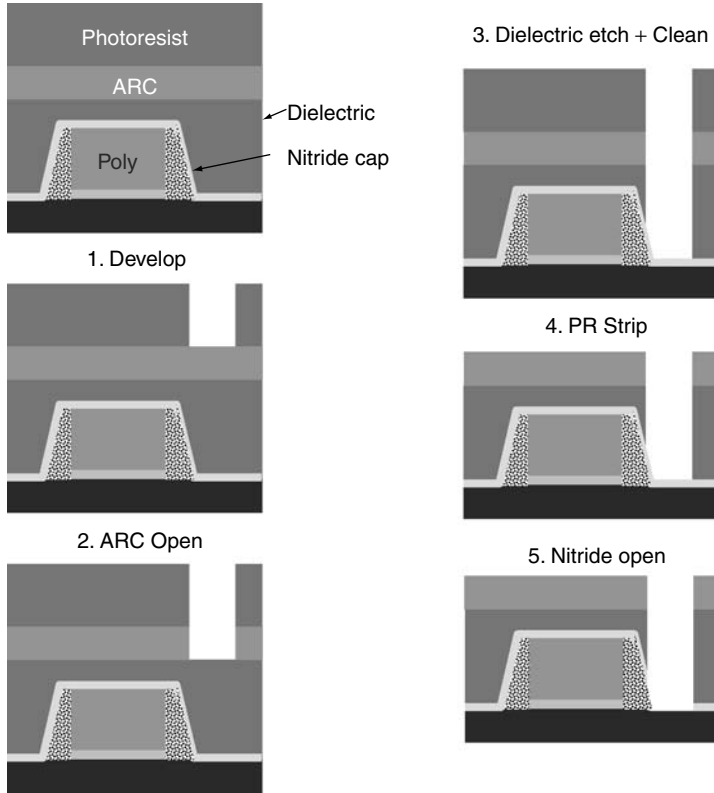 Photoresist
ARC
Dielectric
Poly
Nitride cap
1. Develop
2. ARC Open
3. Dielectric etch + Clean
4. PR Strip
5. Nitride open